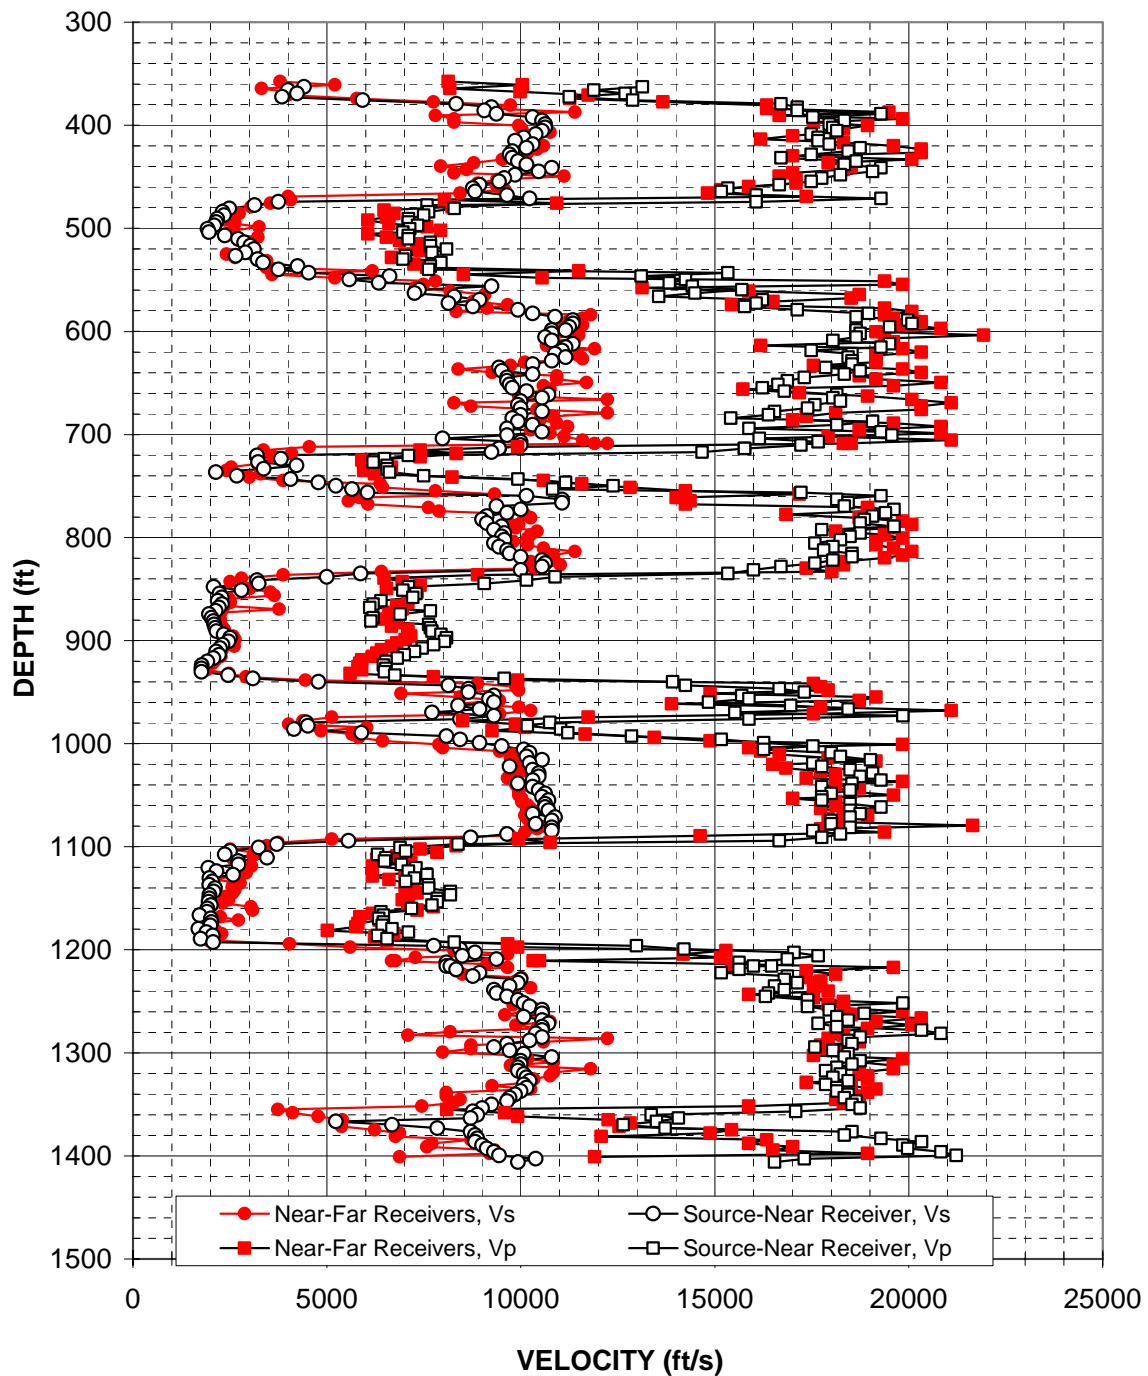 300
400
500
600
700
800
900
1000
1100
1200
1300
1400
1500
DEPTH (ft)
Near-Far Receivers, Vs
Source-Near Receiver, Vs
Near-Far Receivers, Vp
Source-Near Receiver, Vp
0 5000 10000 15000 20000 25000
VELOCITY (ft/s)